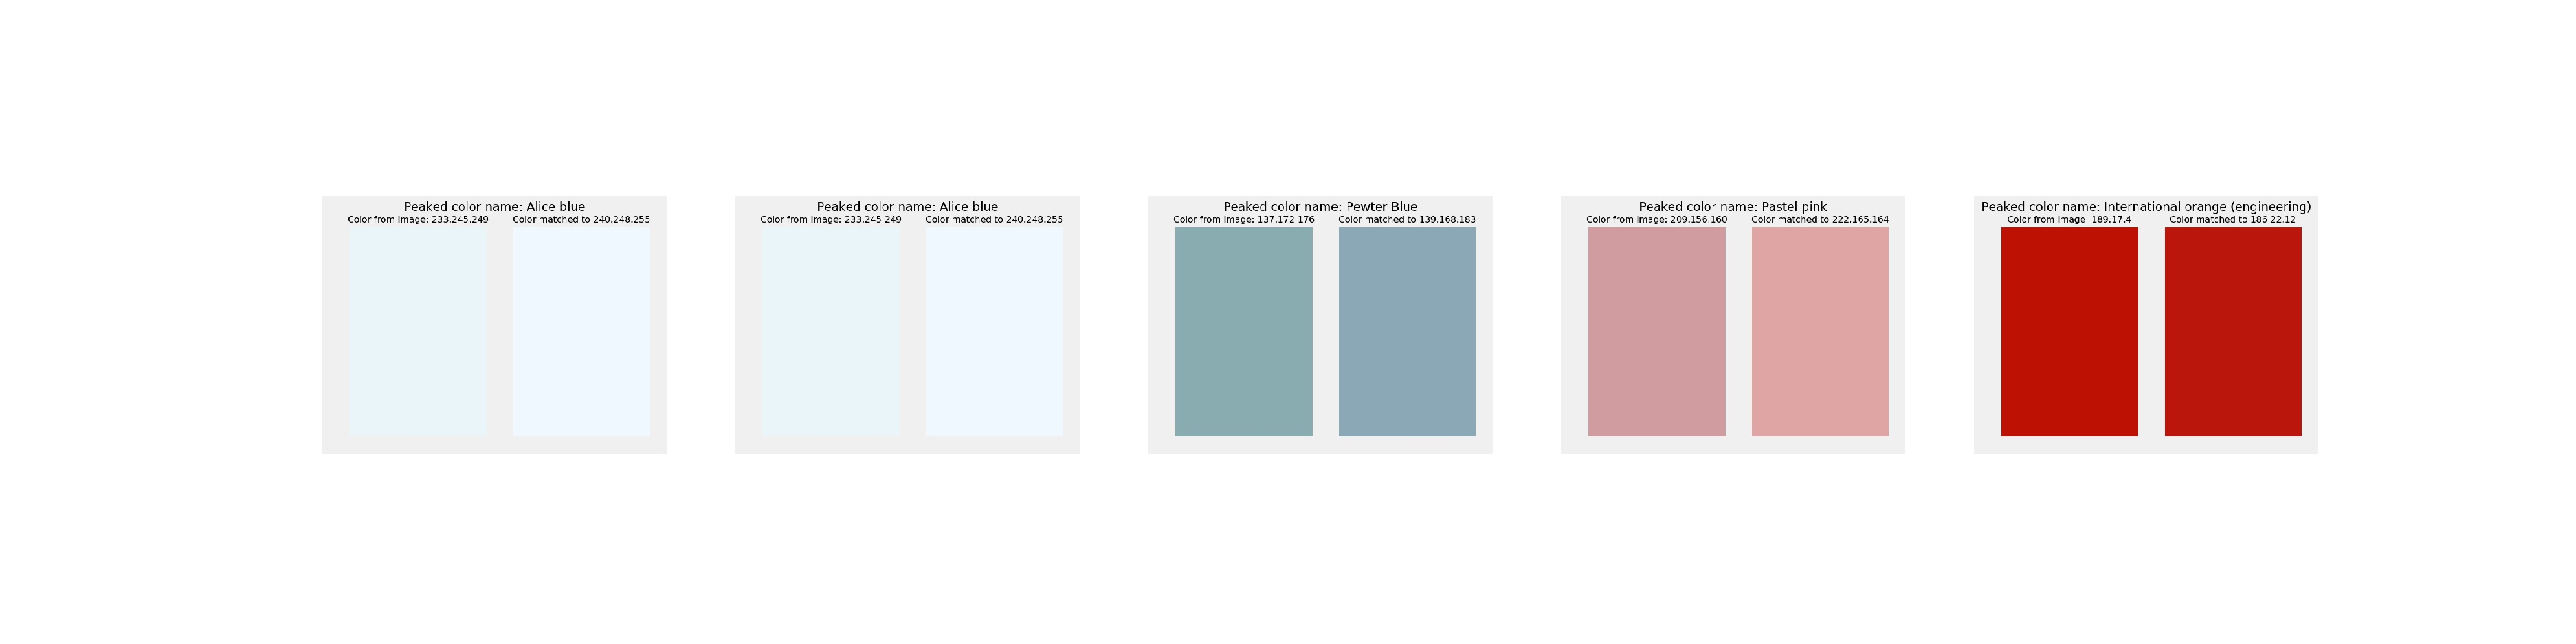 Peaked color name: Alice blue
Color from image: 233,245,249
Color matched to 240,248,255
Peaked color name: Alice blue
Color from image: 233,245,249
Color matched to 240,248,255
Peaked color name: Pewter Blue
Color from image: 137,172,176
Color matched to 139,168,183
Peaked color name: Pastel pink
Color from image: 209,156,160
Color matched to 222,165,164
Peaked color name: International orange (engineering)
Color from image: 189,17,4
Color matched to 186,22,12